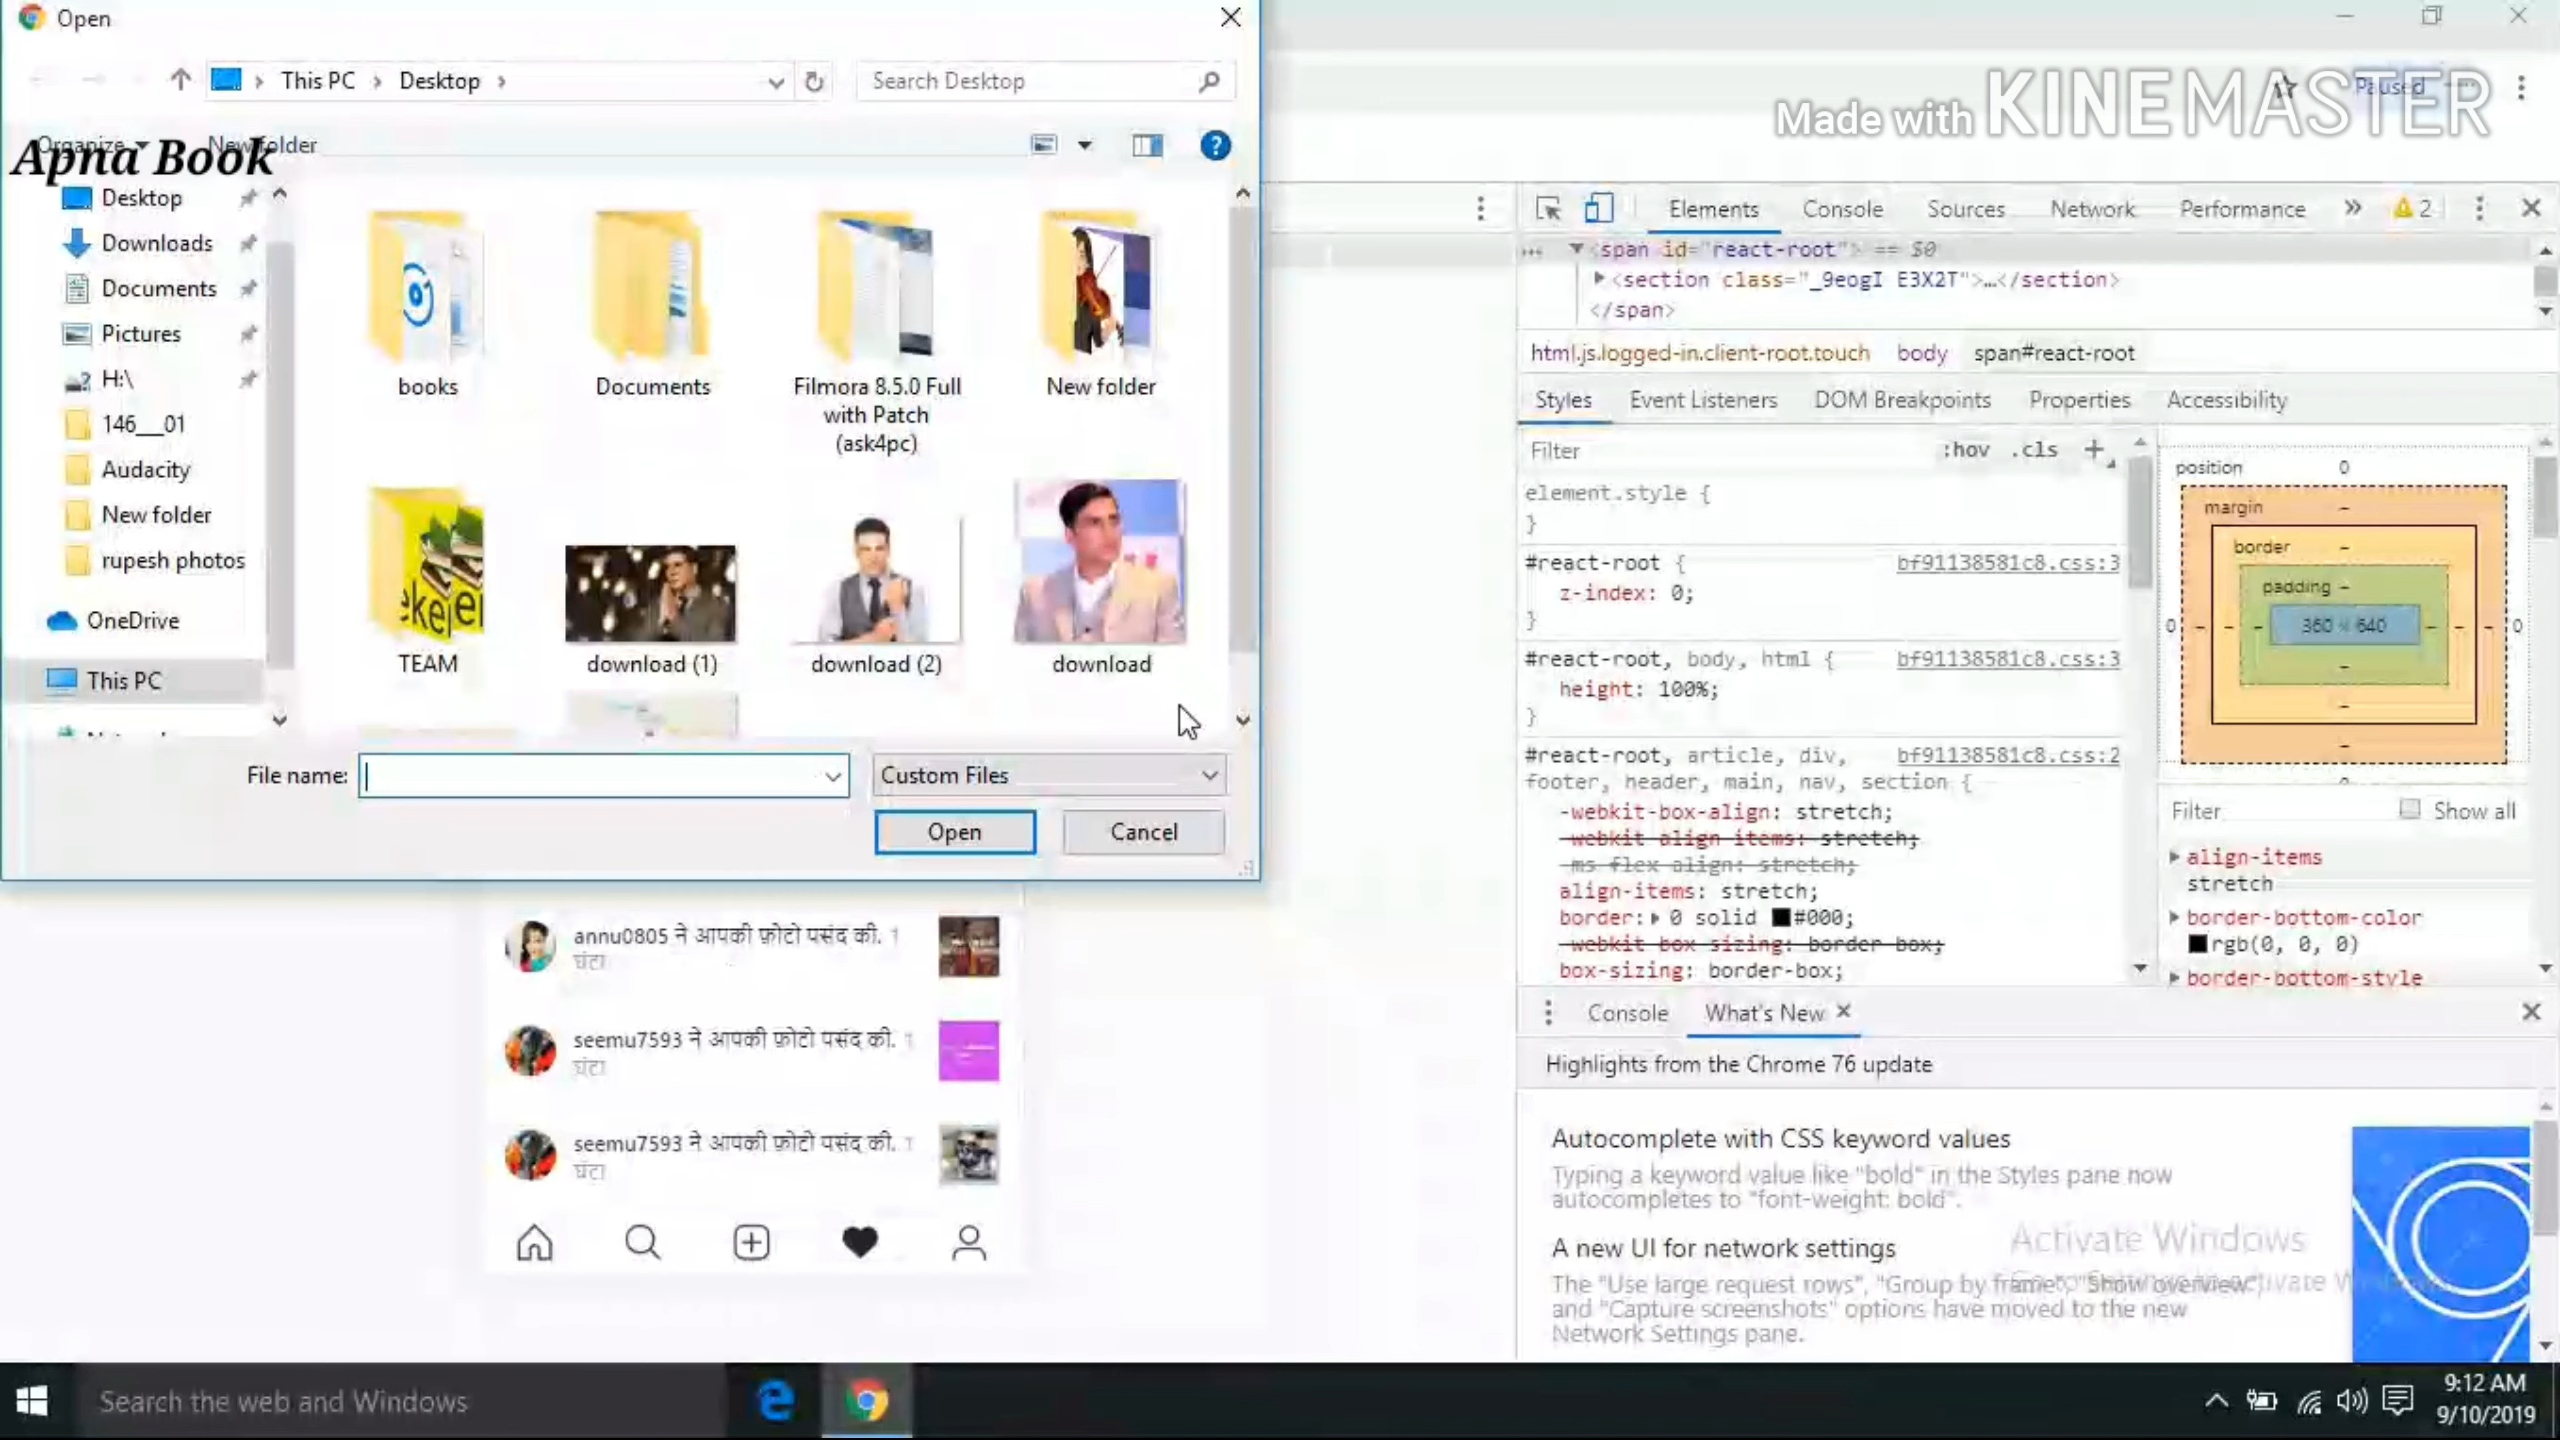 Open
This PC
Desktop
Search Desktop
Organize
New folder
Apna Book
Made with KINEMASTER
Paused
Desktop
Downloads
Documents
Pictures
H:\
146__01
Audacity
New folder
rupesh photos
OneDrive
This PC
books
Documents
Filmora 8.5.0 Full
with Patch
(ask4pc)
New folder
TEAM
download (1)
download (2)
download
File name:
Custom Files
Open
Cancel
annu0805 ने आपकी फ़ोटो पसंद की. 1
घंटा
seemu7593 ने आपकी फ़ोटो पसंद की. 1
घंटा
seemu7593 ने आपकी फ़ोटो पसंद की. 1
घंटा
Elements Console Sources Network Performance 2
<span id="react-root"> == $0
<section class="_9eogI E3X2T">…</section>
</span>
html.js.logged-in.client-root.touch body span#react-root
Styles Event Listeners DOM Breakpoints Properties Accessibility
Filter :hov .cls +
element.style {
}
#react-root { bf91138581c8.css:3
z-index: 0;
}
#react-root, body, html { bf91138581c8.css:3
height: 100%;
}
#react-root, article, div, bf91138581c8.css:2
footer, header, main, nav, section {
-webkit-box-align: stretch;
-webkit-align-items: stretch;
-ms-flex-align: stretch;
align-items: stretch;
border: 0 solid #000;
-webkit-box-sizing: border-box;
box-sizing: border-box;
position 0
margin –
border –
padding –
0 – – – 360 × 640 – – – 0
–
–
–
Filter Show all
align-items
stretch
border-bottom-color
rgb(0, 0, 0)
border-bottom-style
Console What's New
Highlights from the Chrome 76 update
Autocomplete with CSS keyword values
Typing a keyword value like "bold" in the Styles pane now
autocompletes to "font-weight: bold".
A new UI for network settings
The "Use large request rows", "Group by frame", "Show overview",
and "Capture screenshots" options have moved to the new
Network Settings pane.
Activate Windows
Search the web and Windows
9:12 AM
9/10/2019